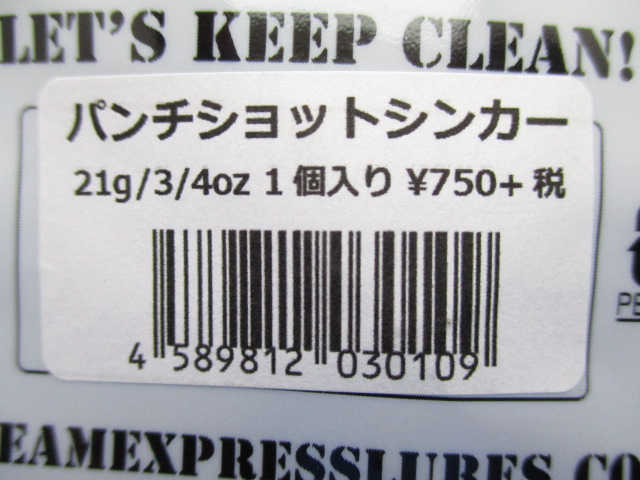 LET'S KEEP CLEAN!
パンチショットシンカー
21g/3/4oz 1個入り ¥750+税
4 589812 030109
EAMEXPRESSLURES.CO